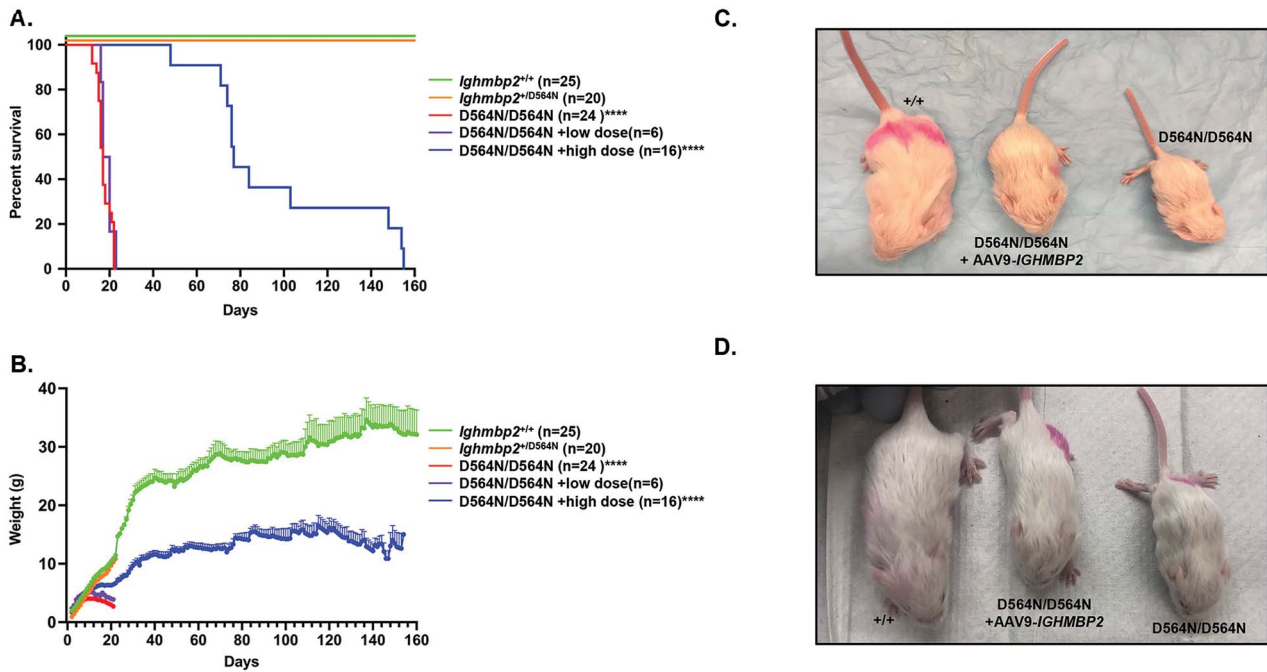 A.
100
80
60
40
20
0
Percent survival
0 20 40 60 80 100 120 140 160
Days
Ighmbp2+/+ (n=25)
Ighmbp2+/D564N (n=20)
D564N/D564N (n=24 )****
D564N/D564N +low dose(n=6)
D564N/D564N +high dose (n=16)****
B.
40
30
20
10
0
Weight (g)
0 20 40 60 80 100 120 140 160
Days
Ighmbp2+/+ (n=25)
Ighmbp2+/D564N (n=20)
D564N/D564N (n=24 )****
D564N/D564N +low dose(n=6)
D564N/D564N +high dose (n=16)****
C.
+/+
D564N/D564N
D564N/D564N
+ AAV9-IGHMBP2
D.
+/+
D564N/D564N
+AAV9-IGHMBP2
D564N/D564N